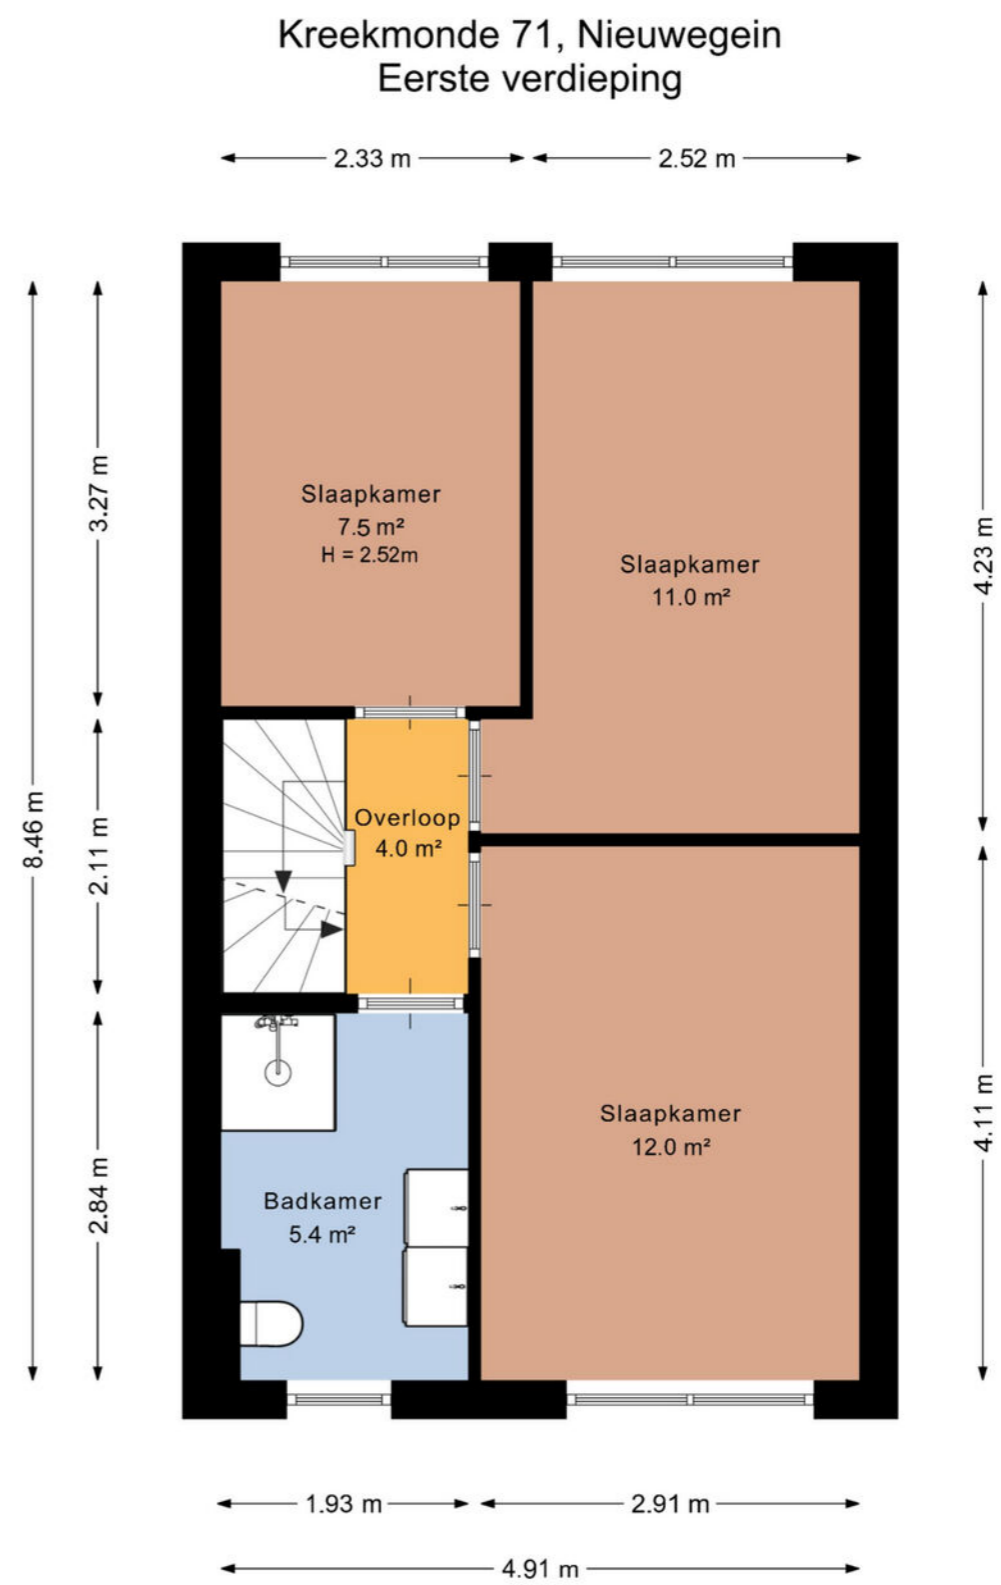 Kreekmonde 71, Nieuwegein
Eerste verdieping
2.33 m
2.52 m
3.27 m
2.11 m
2.84 m
8.46 m
4.23 m
4.11 m
Slaapkamer
7.5 m²
H = 2.52m
Slaapkamer
11.0 m²
Overloop
4.0 m²
Slaapkamer
12.0 m²
Badkamer
5.4 m²
1.93 m
2.91 m
4.91 m